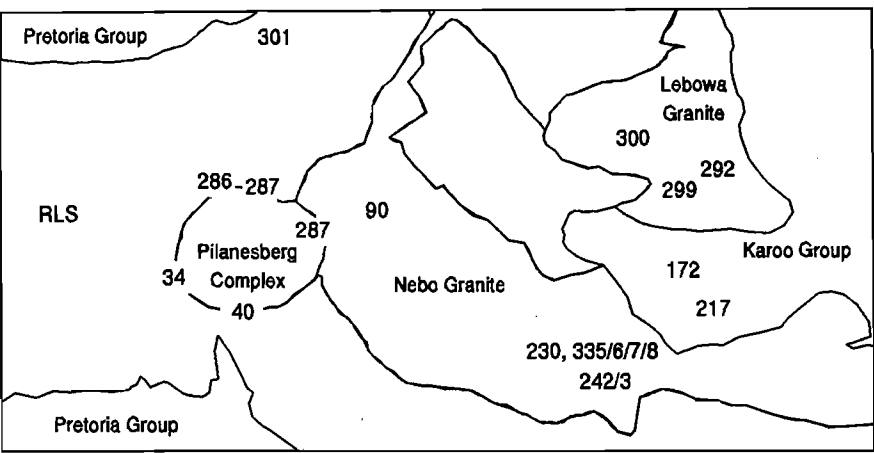 Pretoria Group
301
Lebowa
Granite
300
292
299
286-287
90
RLS
287
Pilanesberg
Complex
Karoo Group
172
34
Nebo Granite
40
217
230, 335/6/7/8
242/3
Pretoria Group